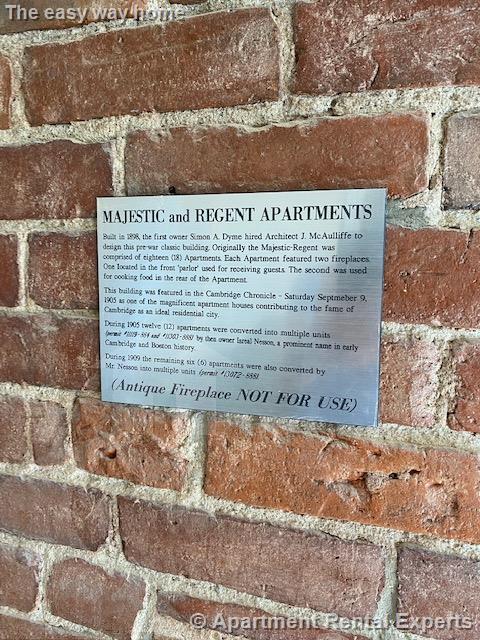 The easy way home
MAJESTIC and REGENT APARTMENTS
Built in 1898, the first owner Simon A. Dyme hired Architect J. McAulliffe to
design this pre-war classic building. Originally the Majestic-Regent was
comprised of eighteen (18) Apartments. Each Apartment featured two fireplaces.
One located in the front 'parlor' used for receiving guests. The second was used
for cooking food in the rear of the Apartment.
This building was featured in the Cambridge Chronicle - Saturday Septmeber 9,
1905 as one of the magnificent apartment houses contributing to the fame of
Cambridge as an ideal residential city.
During 1905 twelve (12) apartments were converted into multiple units
(permit and by then owner Isreal Nesson, a prominent name in early
Cambridge and Boston history.
During 1909 the remaining six (6) apartments were also converted by
Mr. Nesson into multiple units (permit
(Antique Fireplace NOT FOR USE)
© Apartment Rental Experts